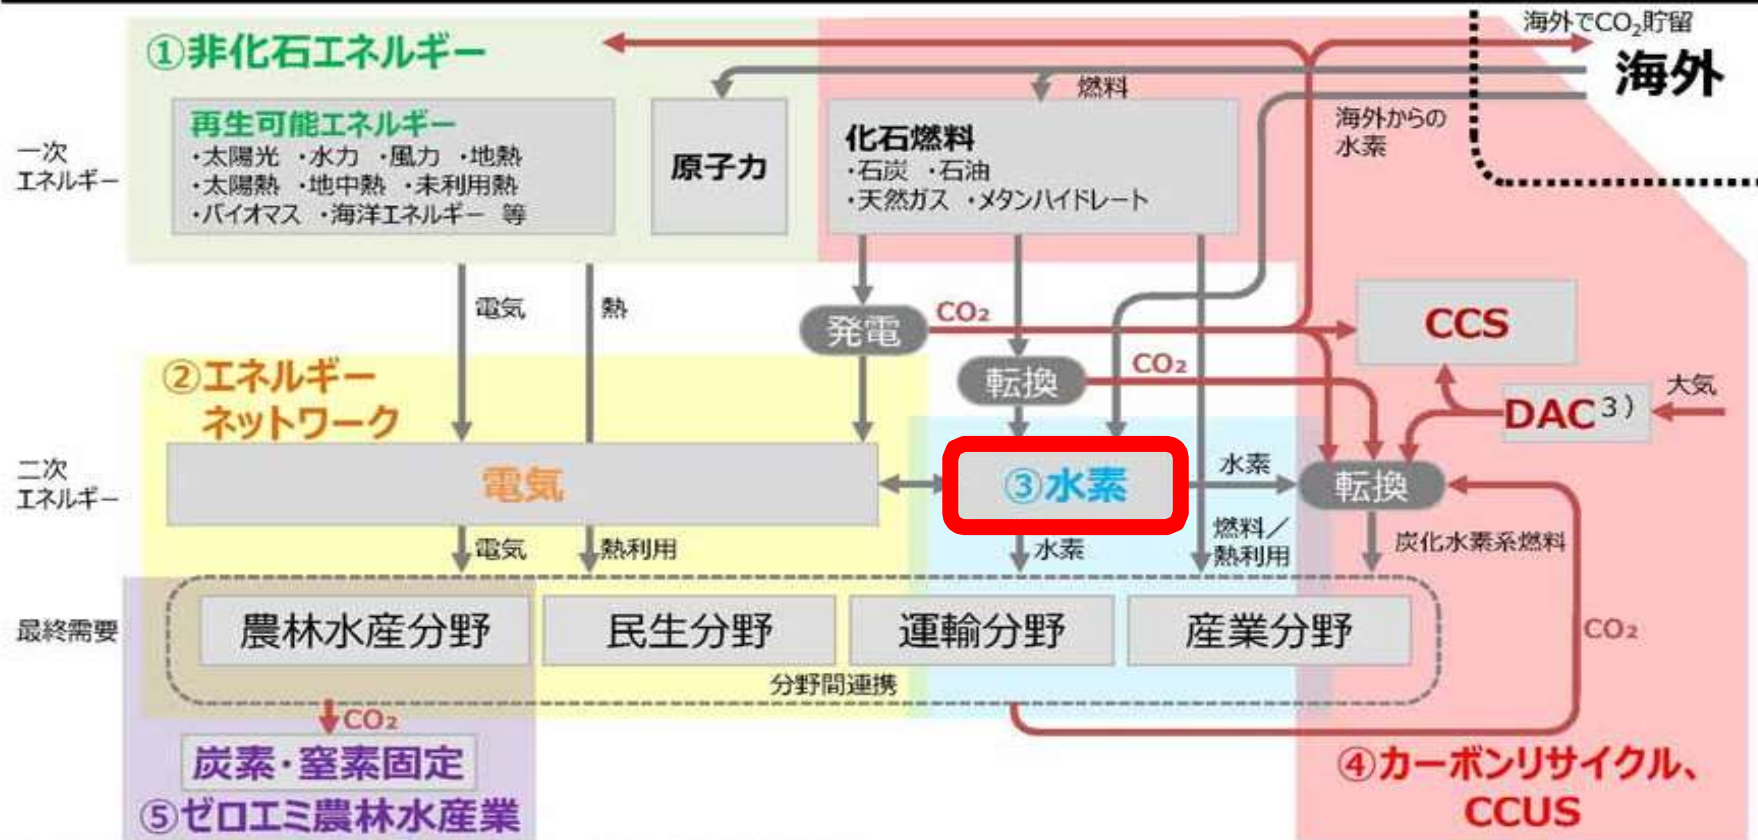 海外でCO₂貯留
①非化石エネルギー
海外
燃料
海外からの
水素
一次
エネルギー
再生可能エネルギー
・太陽光 ・水力 ・風力 ・地熱
・太陽熱 ・地中熱 ・未利用熱
・バイオマス ・海洋エネルギー 等
原子力
化石燃料
・石炭 ・石油
・天然ガス ・メタンハイドレート
電気
熱
発電
CO₂
CCS
転換
CO₂
②エネルギー
ネットワーク
大気
DAC³⁾
二次
エネルギー
電気
③水素
水素
転換
電気
熱利用
水素
燃料／
熱利用
炭化水素系燃料
最終需要
農林水産分野
民生分野
運輸分野
産業分野
CO₂
分野間連携
CO₂
炭素・窒素固定
⑤ゼロエミ農林水産業
④カーボンリサイクル、
CCUS